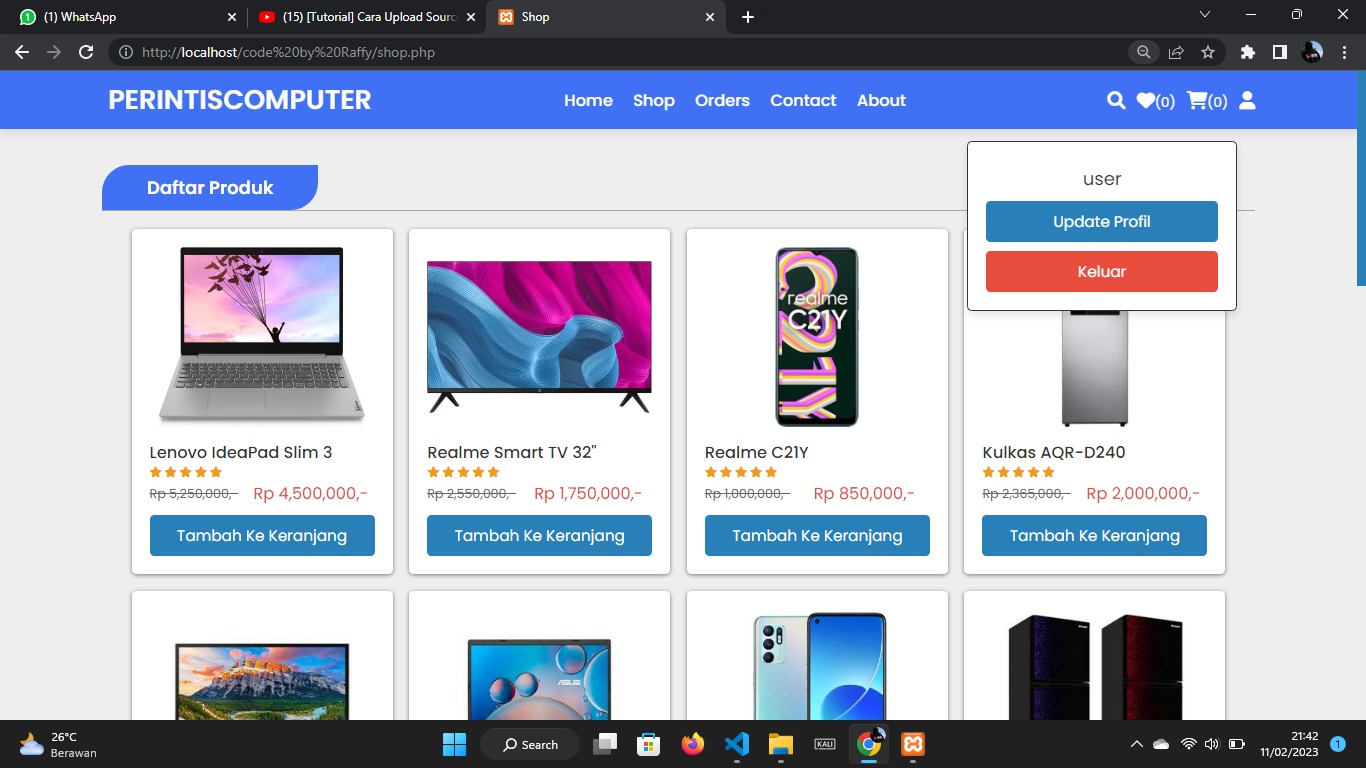 (1) WhatsApp
(15) [Tutorial] Cara Upload Sourc
Shop
http://localhost/code%20by%20Raffy/shop.php
PERINTISCOMPUTER
Home Shop Orders Contact About
(0) (0)
Daftar Produk
user
Update Profil
Keluar
realme
C21Y
Lenovo IdeaPad Slim 3
Rp 5,250,000,- Rp 4,500,000,-
Tambah Ke Keranjang
Realme Smart TV 32"
Rp 2,550,000,- Rp 1,750,000,-
Tambah Ke Keranjang
Realme C21Y
Rp 1,000,000,- Rp 850,000,-
Tambah Ke Keranjang
Kulkas AQR-D240
Rp 2,365,000,- Rp 2,000,000,-
Tambah Ke Keranjang
ASUS
26°C
Berawan
Search
KALI
21:42
11/02/2023
1